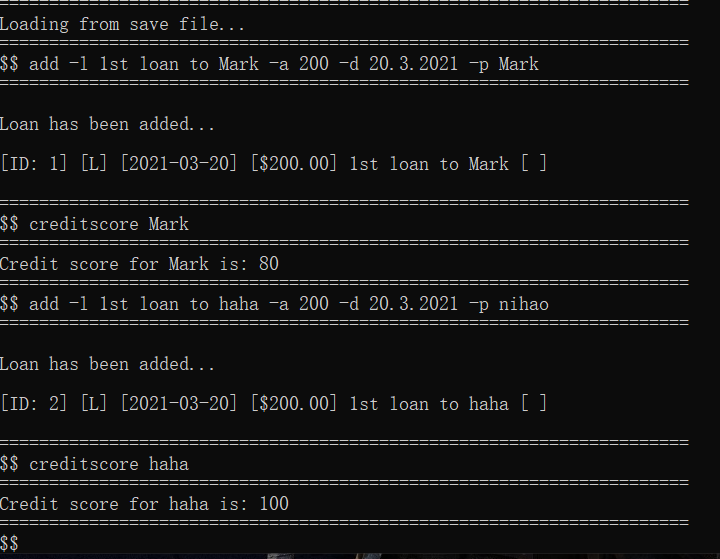 =====================================================================
Loading from save file...
=====================================================================
$$ add -l 1st loan to Mark -a 200 -d 20.3.2021 -p Mark
=====================================================================
Loan has been added...
[ID: 1] [L] [2021-03-20] [$200.00] 1st loan to Mark [ ]
=====================================================================
$$ creditscore Mark
=====================================================================
Credit score for Mark is: 80
=====================================================================
$$ add -l 1st loan to haha -a 200 -d 20.3.2021 -p nihao
=====================================================================
Loan has been added...
[ID: 2] [L] [2021-03-20] [$200.00] 1st loan to haha [ ]
=====================================================================
$$ creditscore haha
=====================================================================
Credit score for haha is: 100
=====================================================================
$$